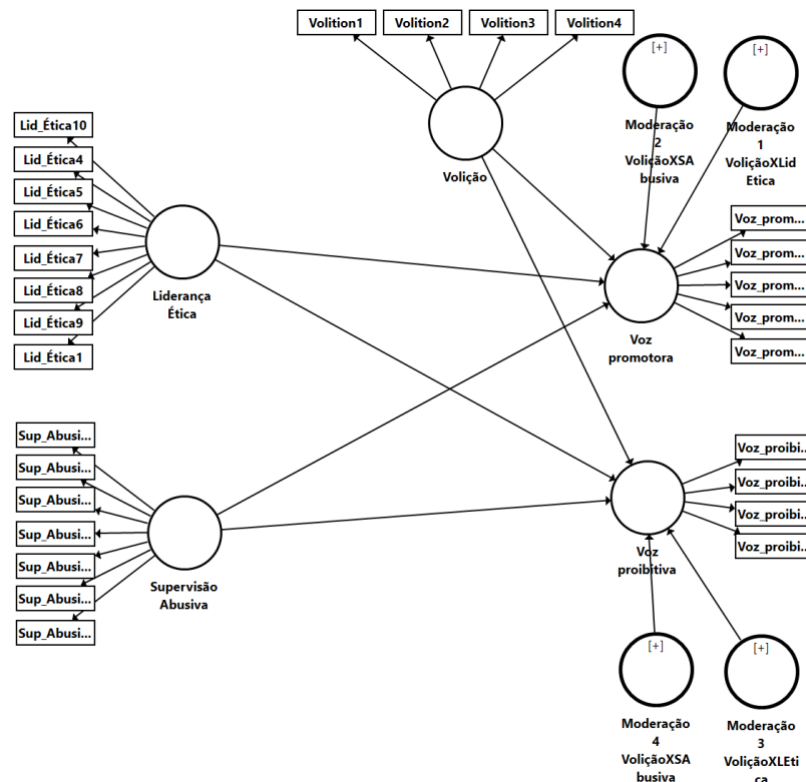 Volition1
Volition2
Volition3
Volition4
[+]
[+]
Volição
Moderação
2
VoliçãoXSA
busiva
Moderação
1
VoliçãoXLid
Etica
Lid_Ética10
Lid_Ética4
Lid_Ética5
Lid_Ética6
Lid_Ética7
Lid_Ética8
Lid_Ética9
Lid_Ética1
Liderança
Ética
Voz_prom...
Voz_prom...
Voz_prom...
Voz_prom...
Voz_prom...
Voz
promotora
Sup_Abusi...
Sup_Abusi...
Sup_Abusi...
Sup_Abusi...
Sup_Abusi...
Sup_Abusi...
Sup_Abusi...
Supervisão
Abusiva
Voz_proibi...
Voz_proibi...
Voz_proibi...
Voz_proibi...
Voz
proibitiva
[+]
[+]
Moderação
4
VoliçãoXSA
busiva
Moderação
3
VoliçãoXLEti
ca